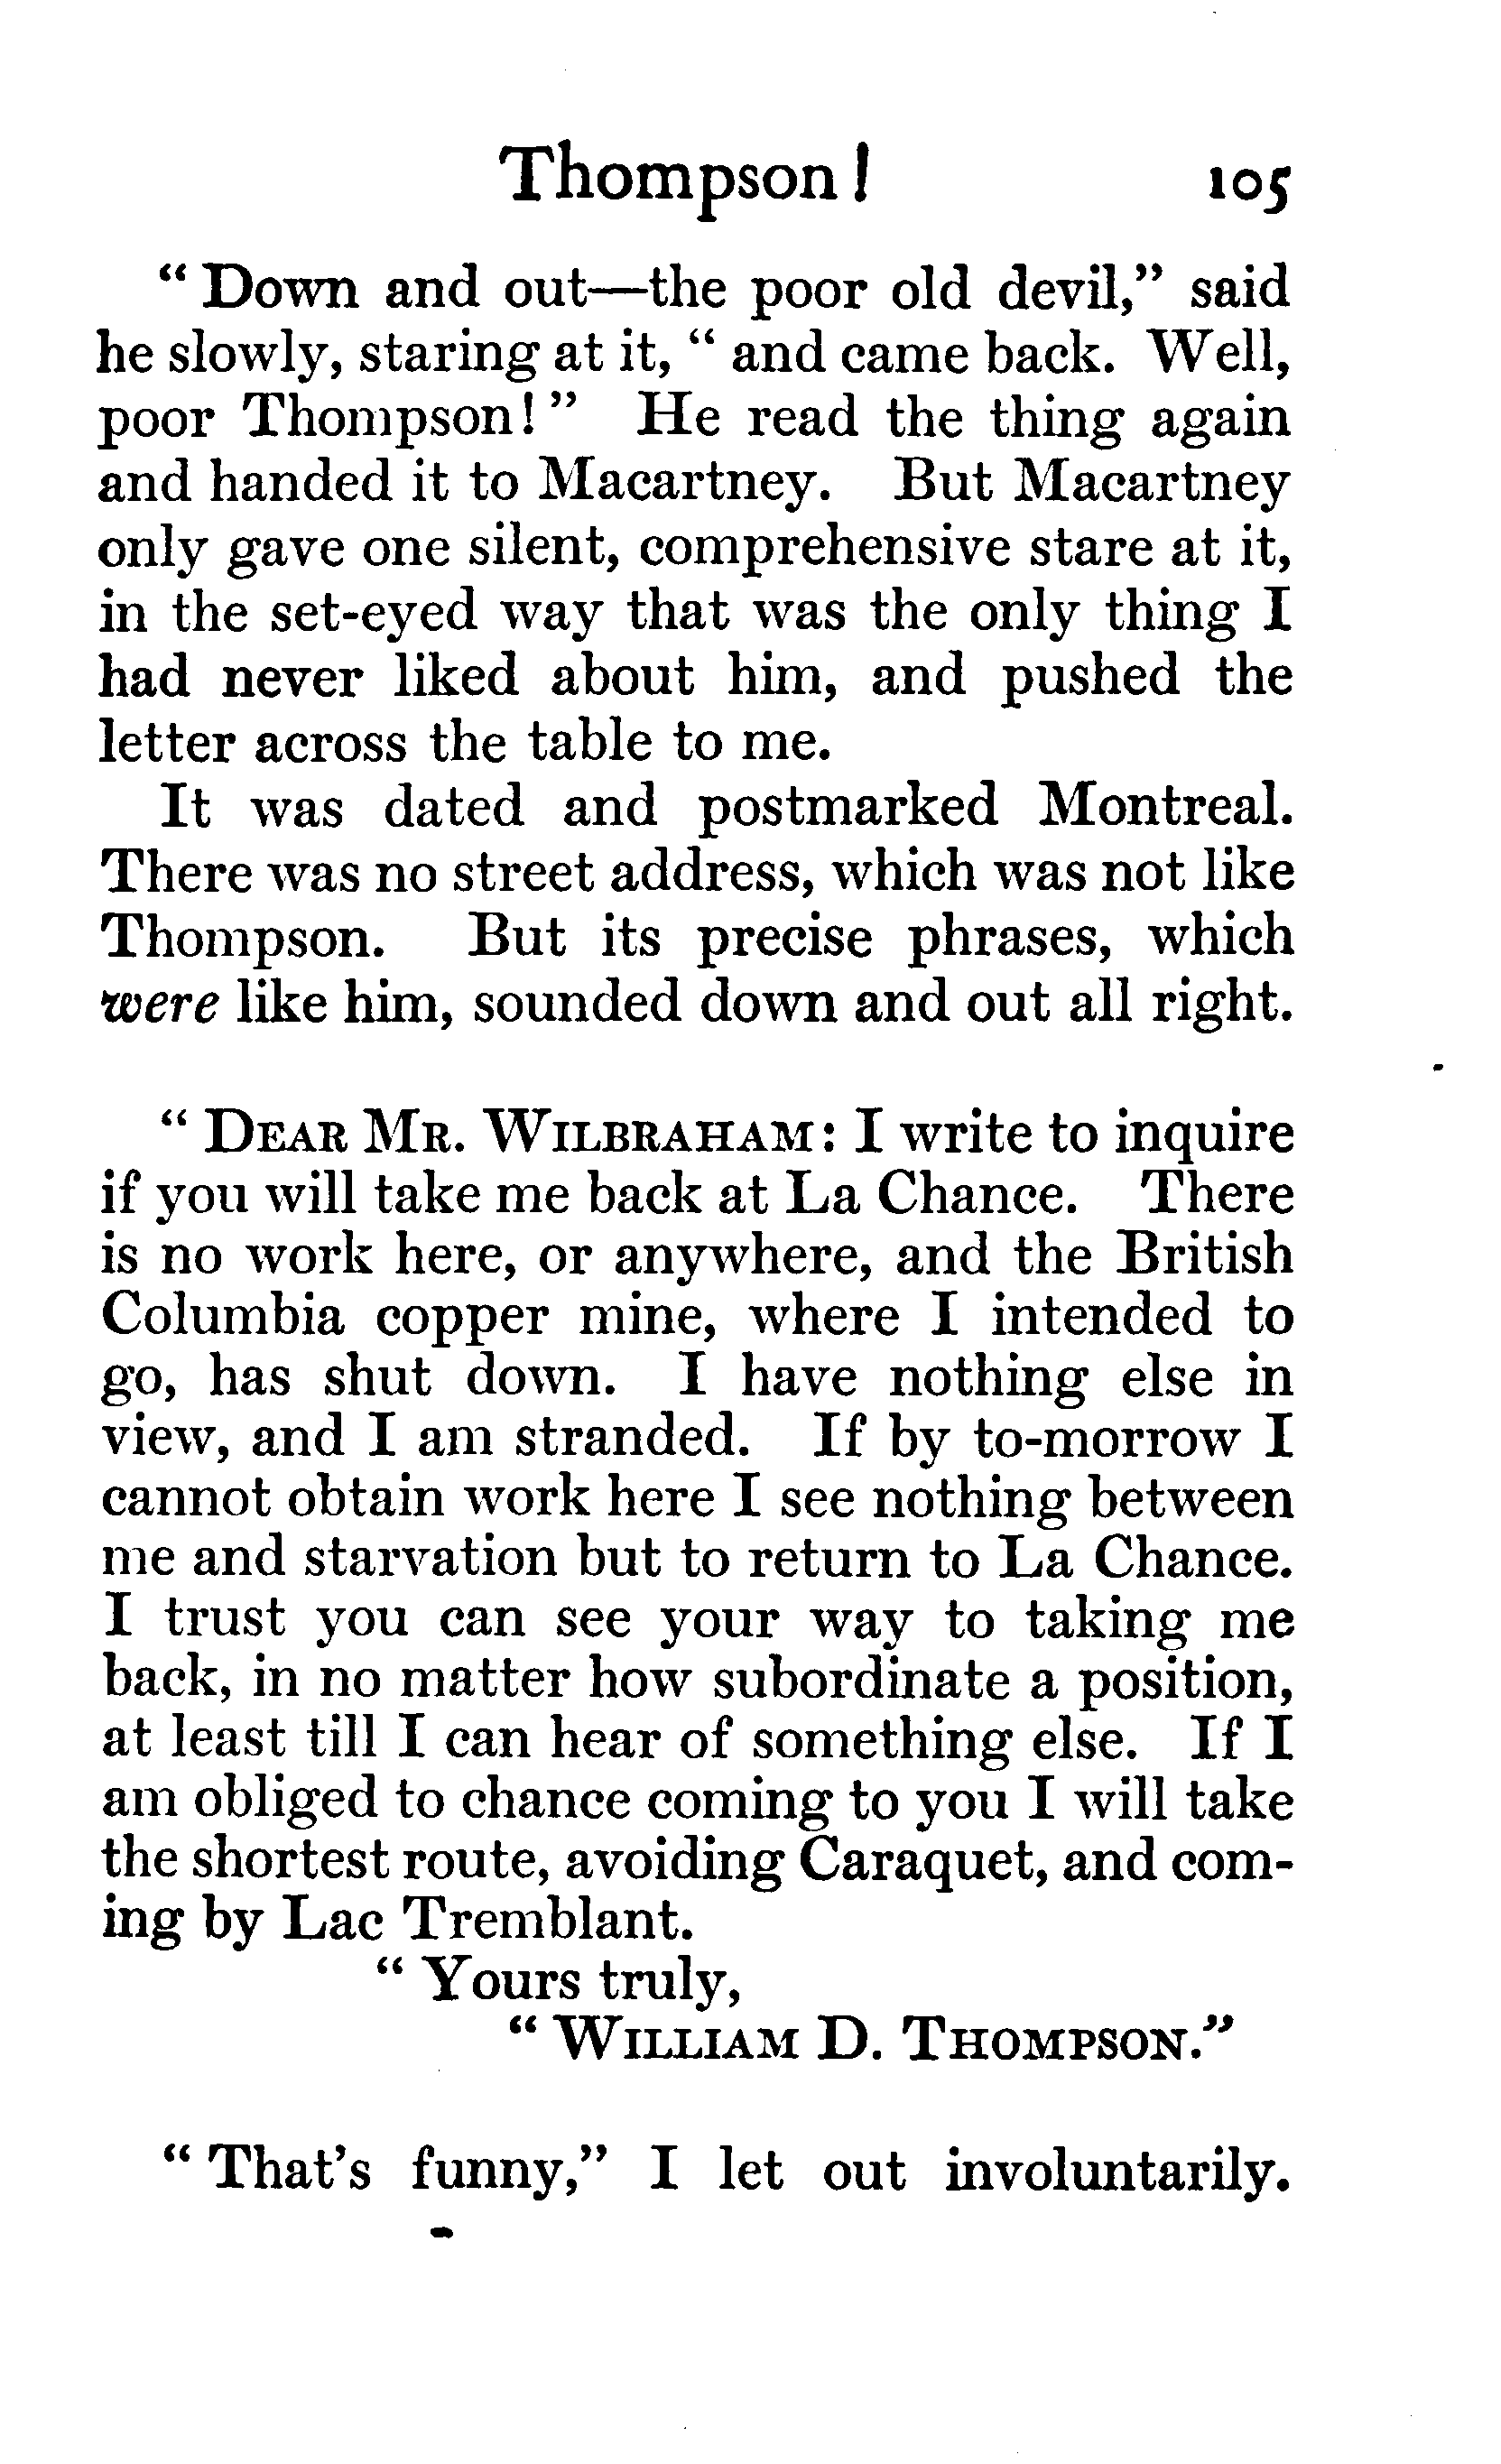 Thompson! 105
" Down and out—the poor old devil," said
he slowly, staring at it, " and came back. Well,
poor Thompson!" He read the thing again
and handed it to Macartney. But Macartney
only gave one silent, comprehensive stare at it,
in the set-eyed way that was the only thing I
had never liked about him, and pushed the
letter across the table to me.
It was dated and postmarked Montreal.
There was no street address, which was not like
Thompson. But its precise phrases, which
were like him, sounded down and out all right.
" DEAR MR. WILBRAHAM: I write to inquire
if you will take me back at La Chance. There
is no work here, or anywhere, and the British
Columbia copper mine, where I intended to
go, has shut down. I have nothing else in
view, and I am stranded. If by to-morrow I
cannot obtain work here I see nothing between
me and starvation but to return to La Chance.
I trust you can see your way to taking me
back, in no matter how subordinate a position,
at least till I can hear of something else. If I
am obliged to chance coming to you I will take
the shortest route, avoiding Caraquet, and com-
ing by Lac Tremblant.
" Yours truly,
" WILLIAM D. THOMPSON."
" That's funny," I let out involuntarily.